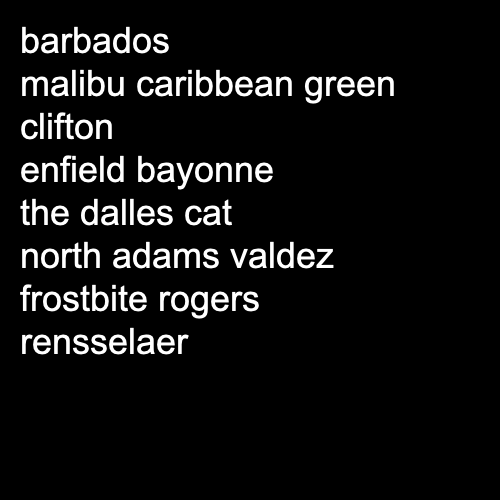 barbados
malibu caribbean green
clifton
enfield bayonne
the dalles cat
north adams valdez
frostbite rogers
rensselaer